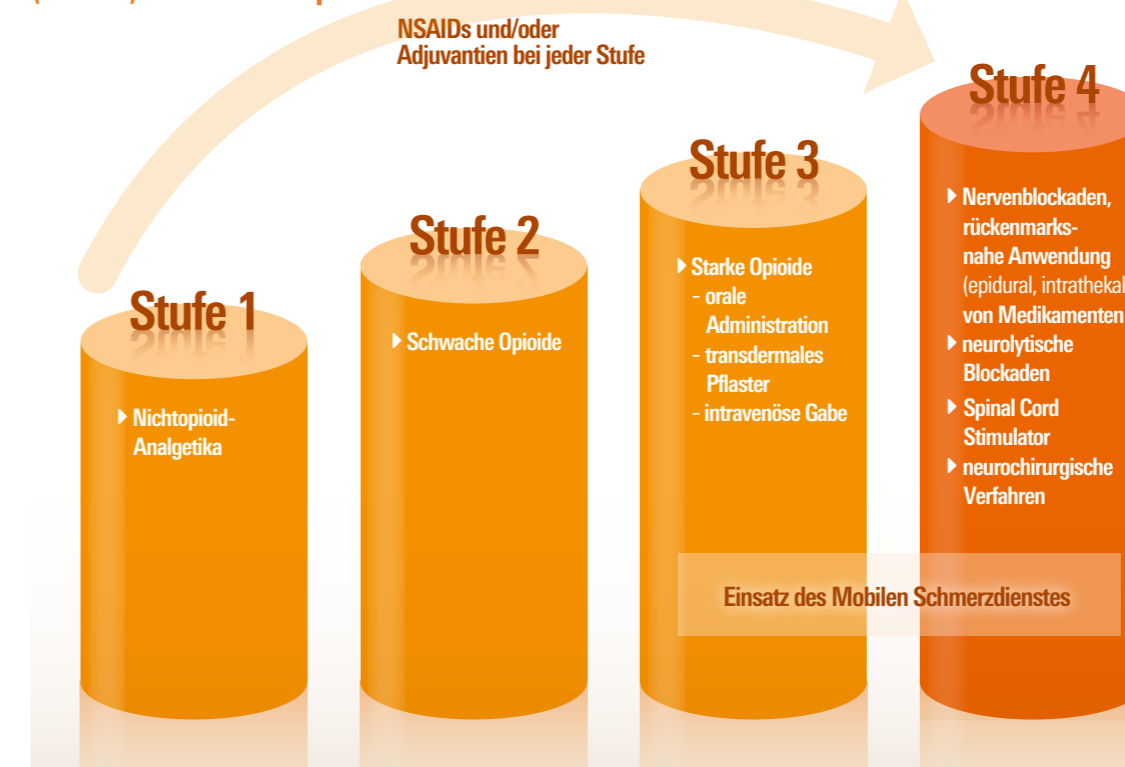 NSAIDs und/oder
Adjuvantien bei jeder Stufe
Stufe 1
Nichtopioid-
Analgetika
Stufe 2
Schwache Opioide
Stufe 3
Starke Opioide
- orale
Administration
- transdermales
Pflaster
- intravenöse Gabe
Stufe 4
Nervenblockaden,
rückenmarks-
nahe Anwendung
(epidural, intrathekal
von Medikamenten
neurolytische
Blockaden
Spinal Cord
Stimulator
neurochirurgische
Verfahren
Einsatz des Mobilen Schmerzdienstes